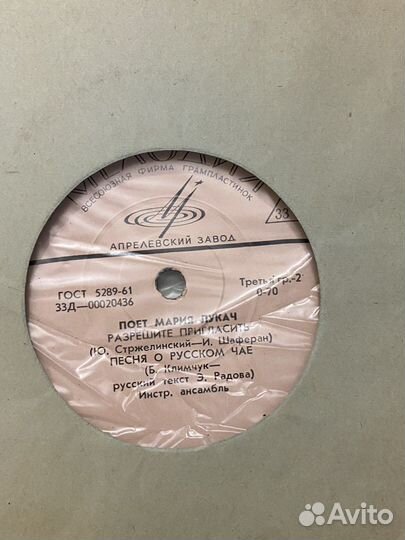 МЕЛОДИЯ
ВСЕСОЮЗНАЯ ФИРМА ГРАМПЛАСТИНОК
33
АПРЕЛЕВСКИЙ ЗАВОД
ГОСТ 5289-61
33Д—00020436
Третья гр.-2
0-70
ПОЕТ МАРИЯ ЛУКАЧ
РАЗРЕШИТЕ ПРИГЛАСИТЬ
(Ю. Стржелинский—И. Шаферан)
ПЕСНЯ О РУССКОМ ЧАЕ
(Б. Климчук—
русский текст Э. Радова)
Инстр. ансамбль
Avito